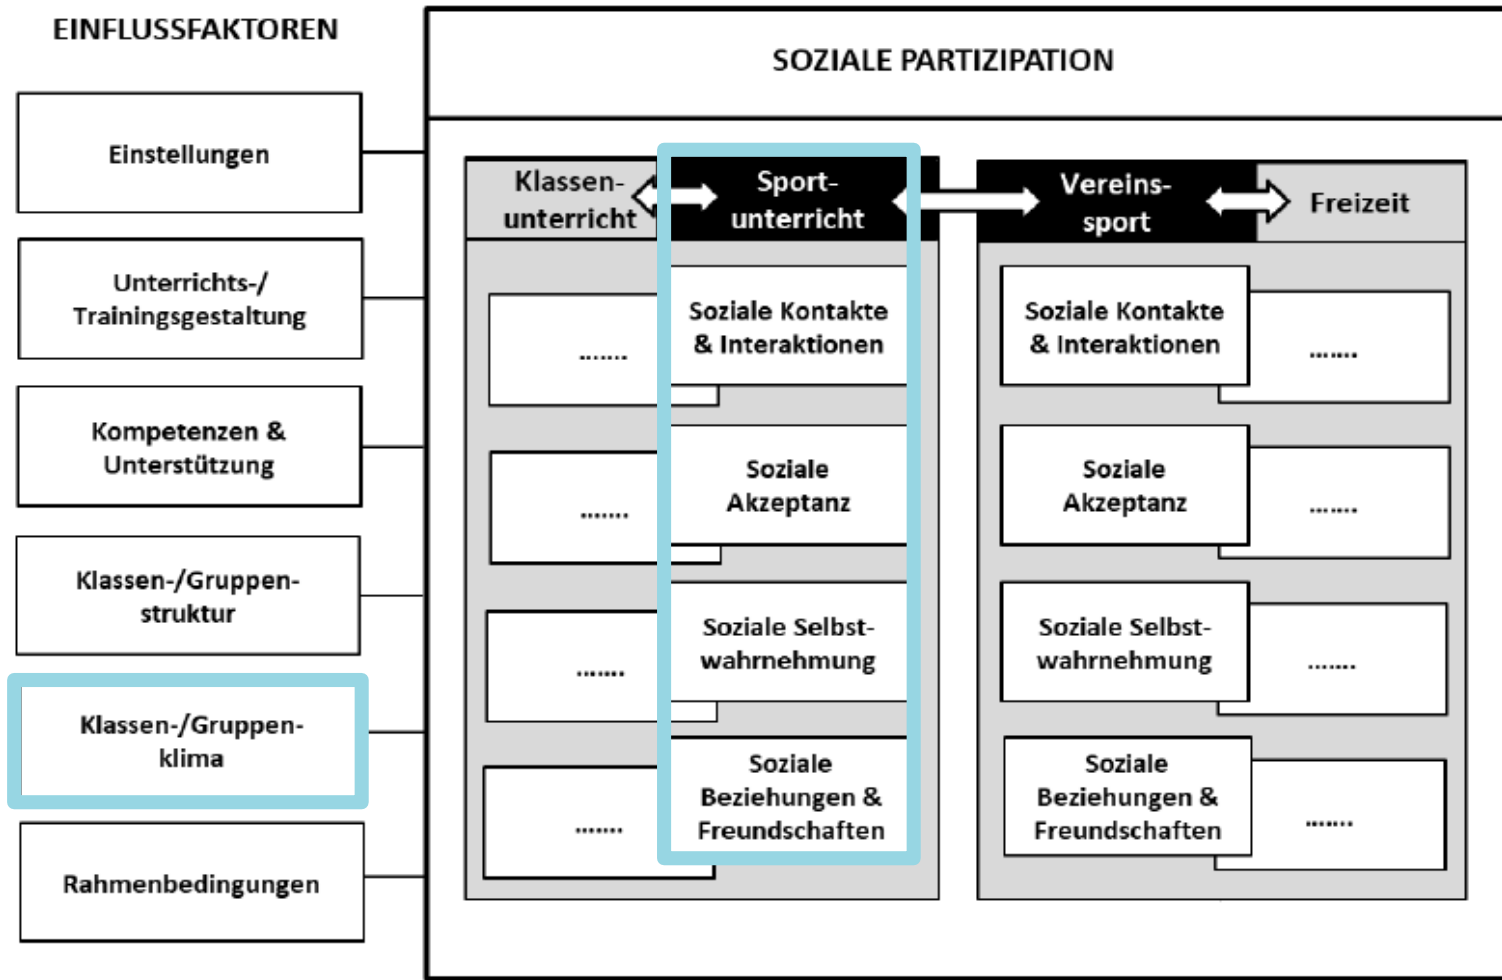 EINFLUSSFAKTOREN
Einstellungen
Unterrichts-/
Trainingsgestaltung
Kompetenzen &
Unterstützung
Klassen-/Gruppen-
struktur
Klassen-/Gruppen-
klima
Rahmenbedingungen
SOZIALE PARTIZIPATION
Klassen-
unterricht
Sport-
unterricht
Vereins-
sport
Freizeit
.......
Soziale Kontakte
& Interaktionen
Soziale Kontakte
& Interaktionen
.......
.......
Soziale
Akzeptanz
Soziale
Akzeptanz
.......
.......
Soziale Selbst-
wahrnehmung
Soziale Selbst-
wahrnehmung
.......
.......
Soziale
Beziehungen &
Freundschaften
Soziale
Beziehungen &
Freundschaften
.......